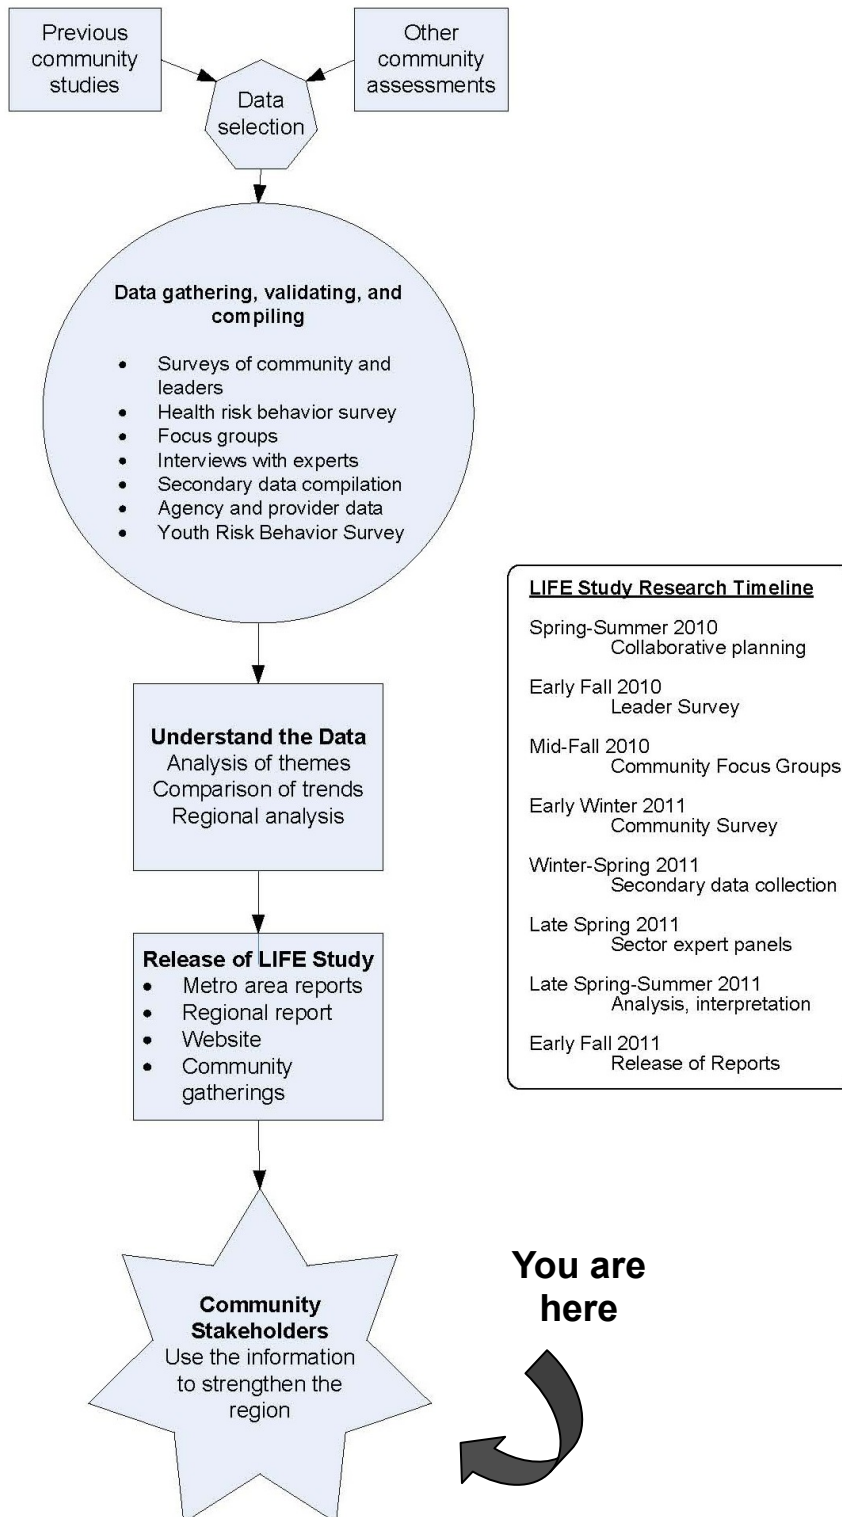 Previous
community
studies
Other
community
assessments
Data
selection
Data gathering, validating, and
compiling
• Surveys of community and
leaders
• Health risk behavior survey
• Focus groups
• Interviews with experts
• Secondary data compilation
• Agency and provider data
• Youth Risk Behavior Survey
Understand the Data
Analysis of themes
Comparison of trends
Regional analysis
Release of LIFE Study
• Metro area reports
• Regional report
• Website
• Community
gatherings
Community
Stakeholders
Use the information
to strengthen the
region
LIFE Study Research Timeline
Spring-Summer 2010
Collaborative planning
Early Fall 2010
Leader Survey
Mid-Fall 2010
Community Focus Groups
Early Winter 2011
Community Survey
Winter-Spring 2011
Secondary data collection
Late Spring 2011
Sector expert panels
Late Spring-Summer 2011
Analysis, interpretation
Early Fall 2011
Release of Reports
You are
here